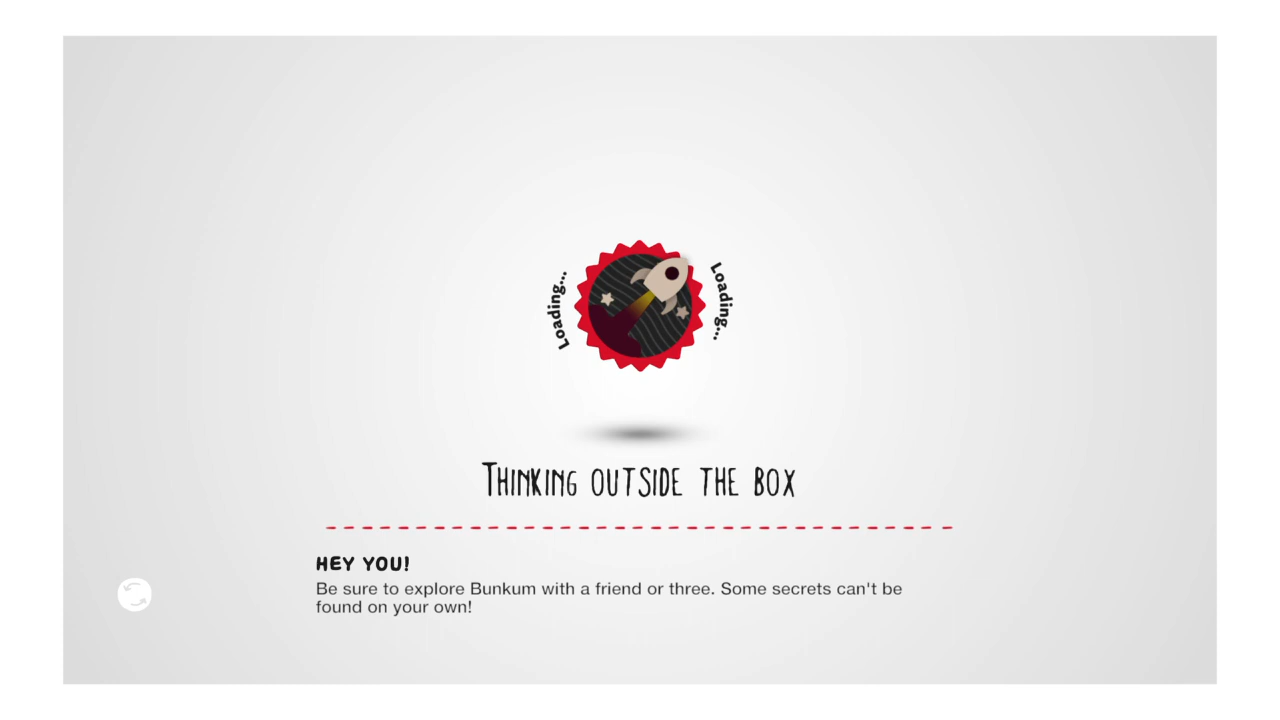 Loading...
Loading...
Thinking outside the box
HEY YOU!
Be sure to explore Bunkum with a friend or three. Some secrets can't be
found on your own!